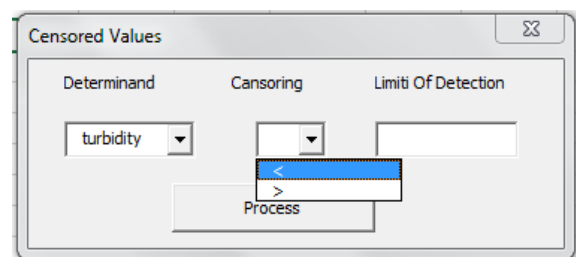 Censored Values
Determinand Cansoring Limiti Of Detection
turbidity
<
>
Process